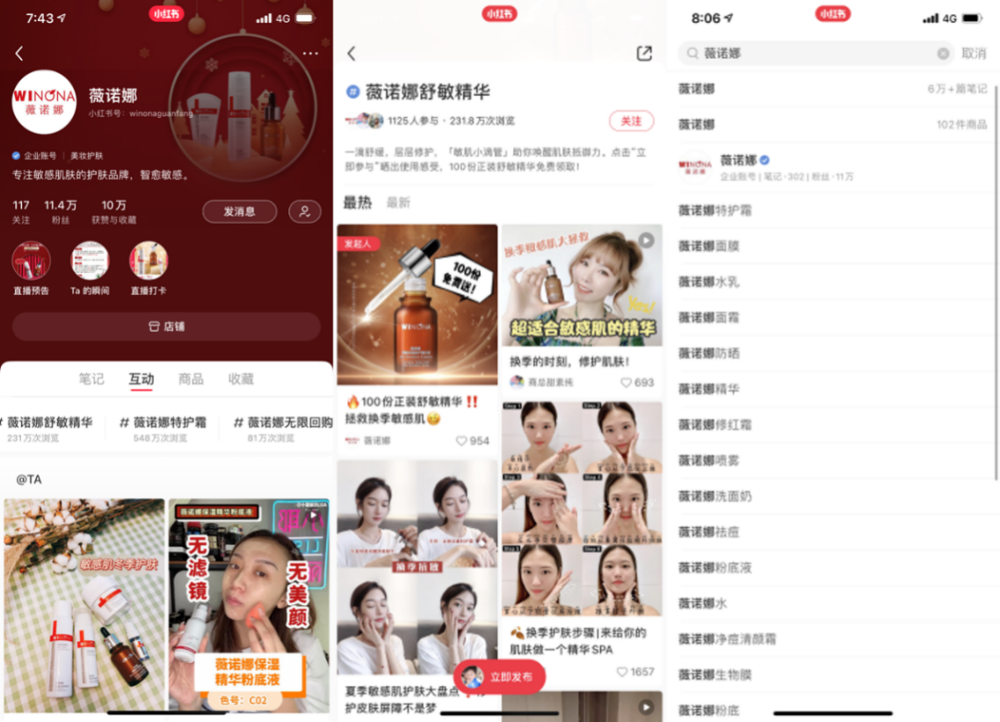 7:43
小红书
4G
WINONA
薇诺娜
薇诺娜
小红书号：winonaguanfang
企业账号 | 美妆护肤
专注敏感肌肤的护肤品牌，智愈敏感。
117 11.4万 10万
关注 粉丝 获赞与收藏
发消息
直播预告 Ta 的瞬间 直播打卡
店铺
笔记 互动 商品 收藏
# 薇诺娜舒敏精华 # 薇诺娜特护霜 # 薇诺娜无限回购
231万次浏览 548万次浏览 81万次浏览
@TA
敏感肌冬季护肤
薇诺娜保湿精华粉底液
无滤镜
无美颜
薇诺娜保湿
精华粉底液
色号：C02
小红书
薇诺娜舒敏精华
1125人参与 · 231.8万次浏览
关注
一滴舒缓，层层修护，「敏肌小滴管」助你唤醒肌肤抵御力。点击"立
即参与"晒出使用感受，100份正装舒敏精华免费领取！
最热 最新
发起人
100份
免费送！
WINONA
🔥100份正装舒敏精华‼️
拯救换季敏感肌
薇诺娜
954
换季敏感肌大拯救
Yes!
超适合敏感肌的精华
换季的时刻，修护肌肤！
商总甜素纯
693
Step 1
Step 2
Step 3
Step 4
Step 5
Step 6
🍂换季护肤步骤|来给你的
肌肤做一个精华SPA
1657
换季抗敏
夏季敏感肌护肤大盘点
护皮肤屏障不是梦
立即发布
8:06
小红书
4G
薇诺娜
取消
薇诺娜 6万+篇笔记
薇诺娜 102件商品
WINONA
薇诺娜
企业账号 | 笔记·302 | 粉丝·11万
薇诺娜特护霜
薇诺娜面膜
薇诺娜水乳
薇诺娜面霜
薇诺娜防晒
薇诺娜精华
薇诺娜修红霜
薇诺娜喷雾
薇诺娜洗面奶
薇诺娜祛痘
薇诺娜粉底液
薇诺娜水
薇诺娜净痘清颜霜
薇诺娜生物膜
薇诺娜粉底